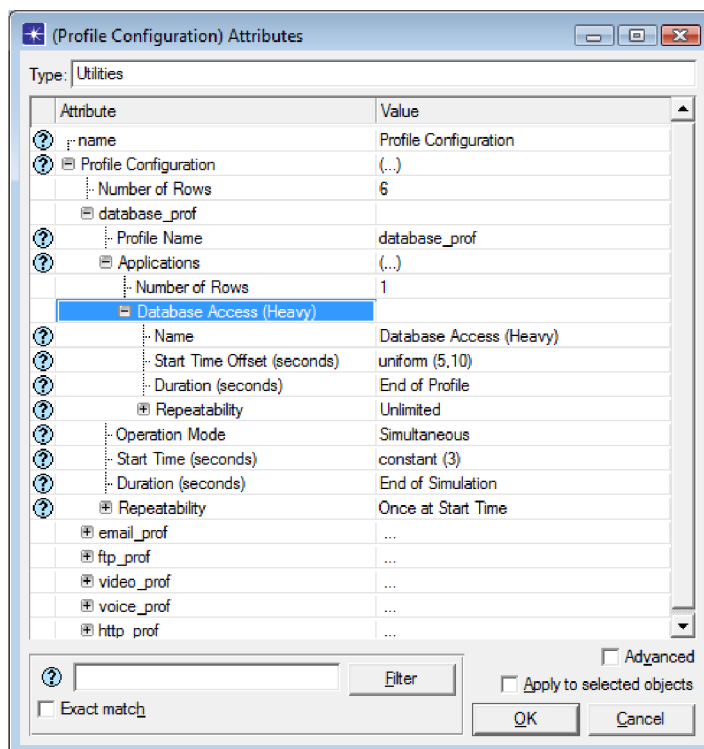 (Profile Configuration) Attributes
Type: Utilities
Attribute Value
name Profile Configuration
Profile Configuration (...)
Number of Rows 6
database_prof
Profile Name database_prof
Applications (...)
Number of Rows 1
Database Access (Heavy)
Name Database Access (Heavy)
Start Time Offset (seconds) uniform (5,10)
Duration (seconds) End of Profile
Repeatability Unlimited
Operation Mode Simultaneous
Start Time (seconds) constant (3)
Duration (seconds) End of Simulation
Repeatability Once at Start Time
email_prof ...
ftp_prof ...
video_prof ...
voice_prof ...
http_prof ...
Advanced
Filter
Apply to selected objects
Exact match
OK Cancel